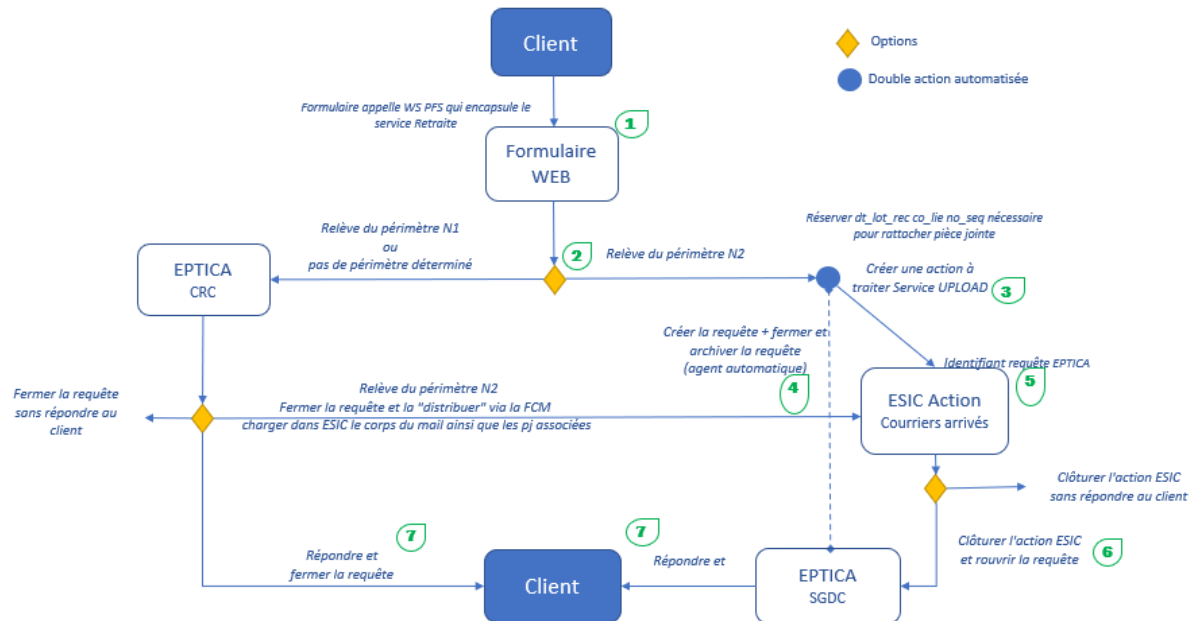 Client
Options
Double action automatisée
Formulaire appelle WS PFS qui encapsule le
service Retraite
1
Formulaire
WEB
Relève du périmètre N1
ou
pas de périmètre déterminé
2
Relève du périmètre N2
Réserver dt_lot_rec co_lie no_seq nécessaire
pour rattocher pièce jointe
EPTICA
CRC
Créer une action à
traiter Service UPLOAD
3
Créer la requête + fermer et
archiver la requête
(agent automatique)
4
Identifiant requête EPTICA
5
ESIC Action
Courriers arrivés
Fermer la requête
sans répondre au
client
Relève du périmètre N2
Fermer la requête et la "distribuer" via la FCM
charger dans ESIC le corps du mail ainsi que les pj associées
Clôturer l'action ESIC
sans répondre au client
Clôturer l'action ESIC
et rouvrir la requête
6
Répondre et
fermer la requête
7
Client
7
Répondre et
EPTICA
SGDC